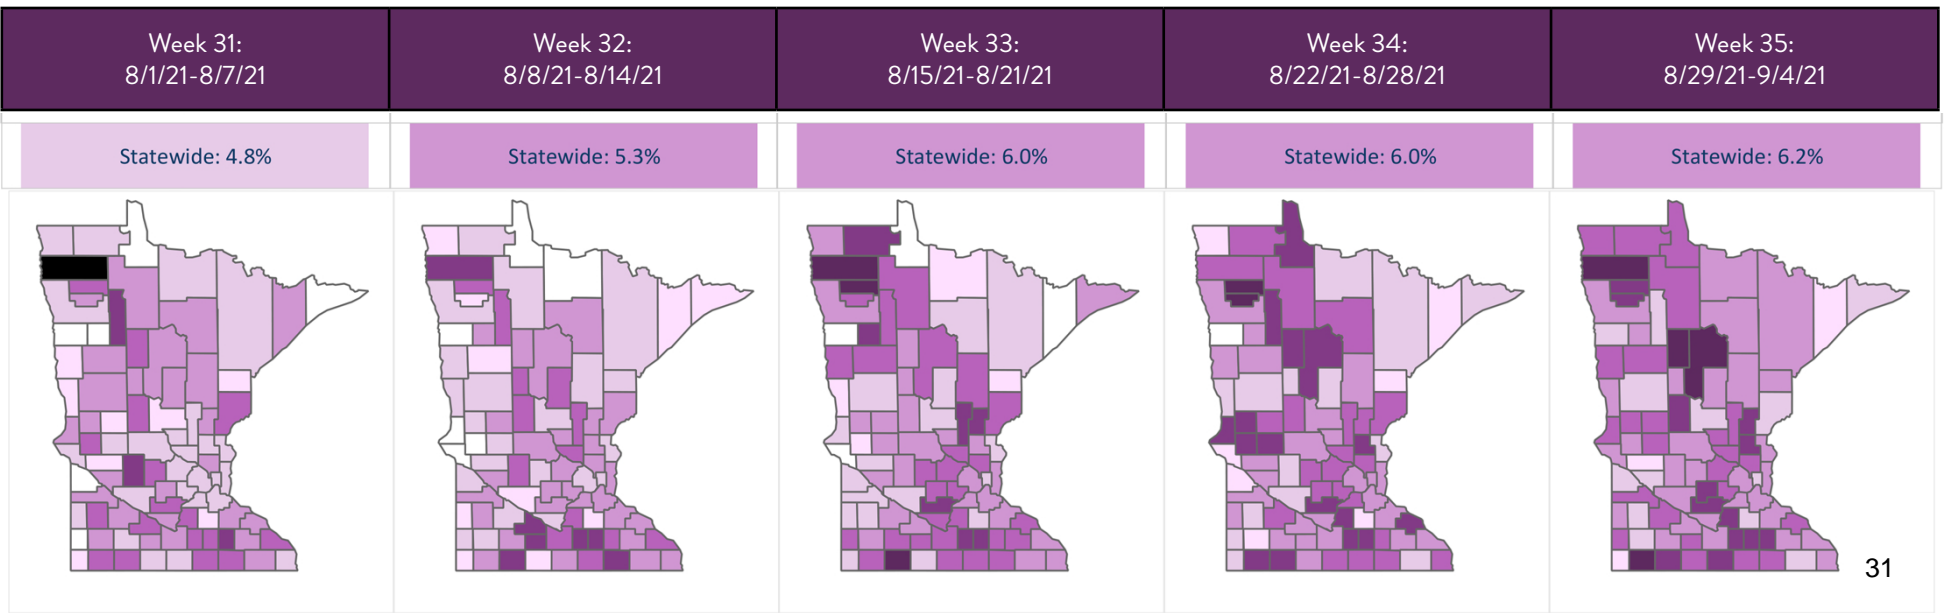 Week 31:
8/1/21-8/7/21
Week 32:
8/8/21-8/14/21
Week 33:
8/15/21-8/21/21
Week 34:
8/22/21-8/28/21
Week 35:
8/29/21-9/4/21
Statewide: 4.8%
Statewide: 5.3%
Statewide: 6.0%
Statewide: 6.0%
Statewide: 6.2%
31